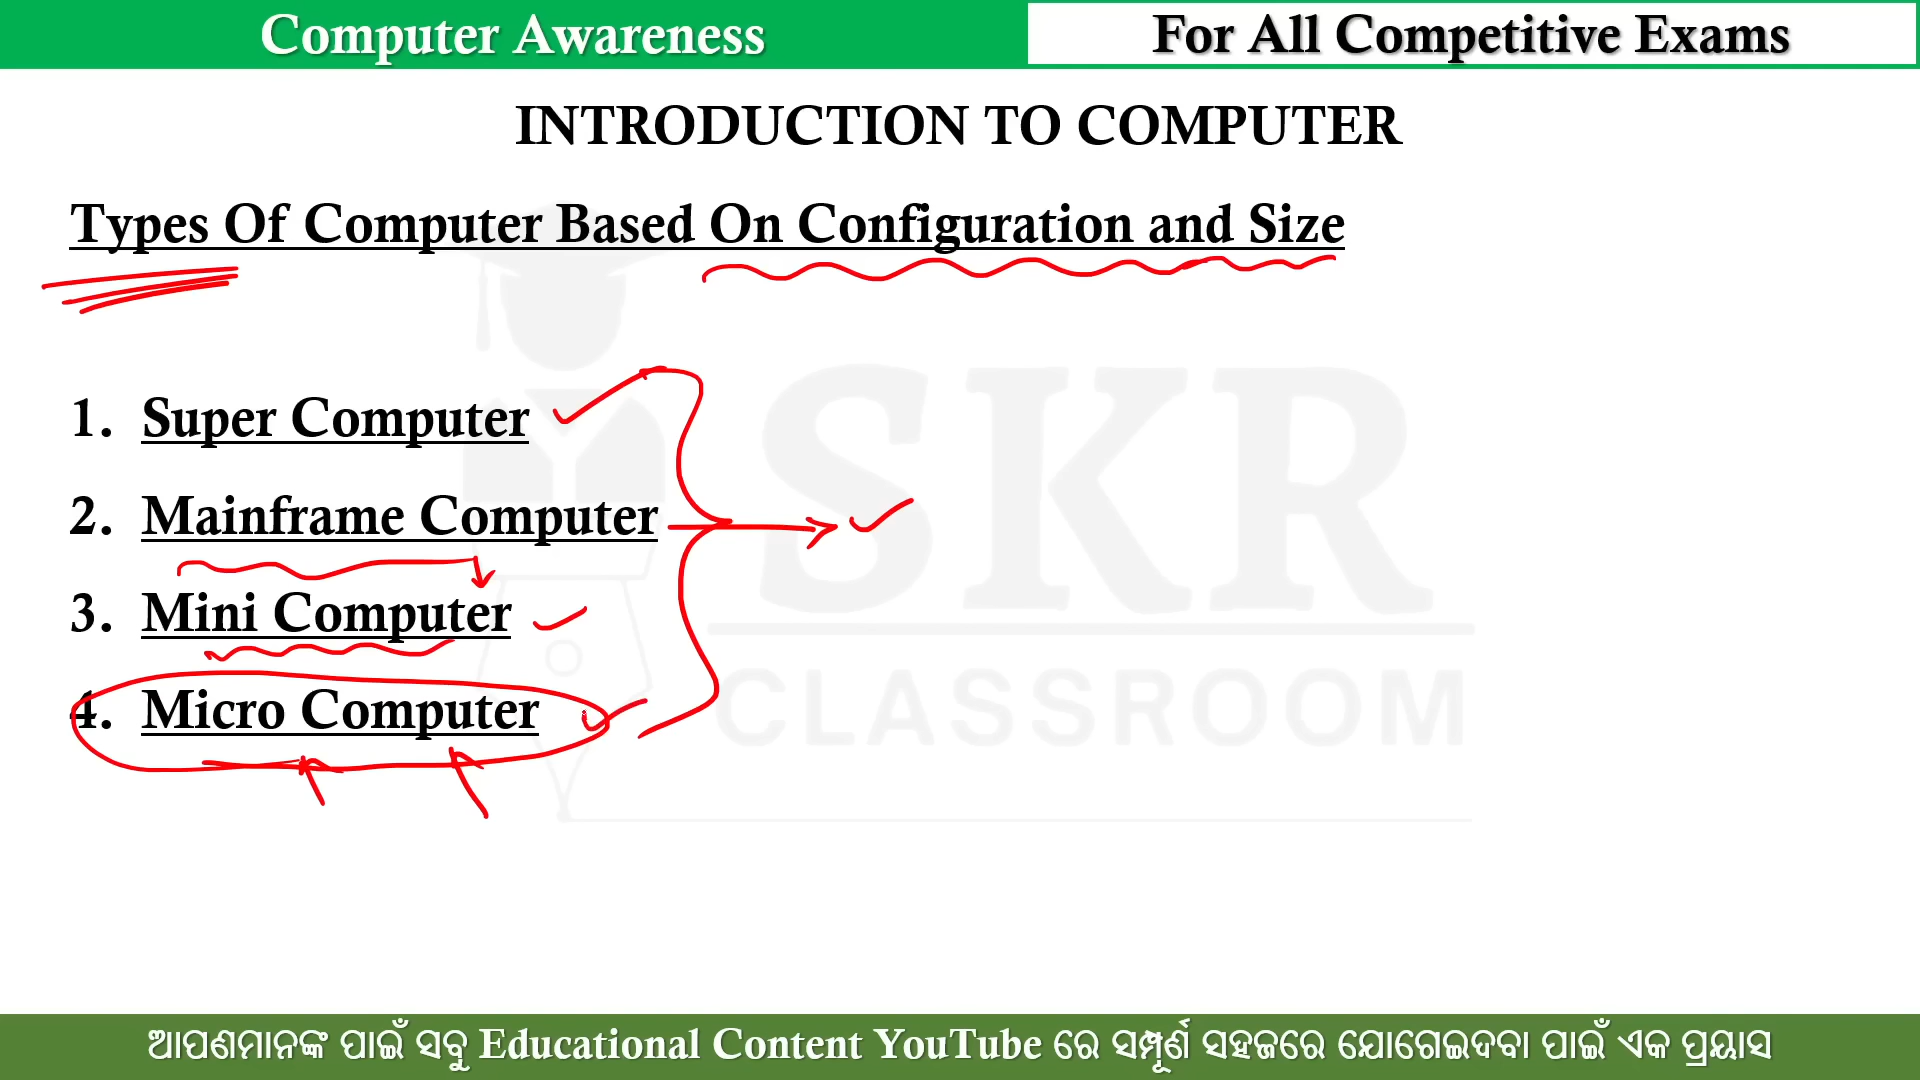 Computer Awareness
For All Competitive Exams
INTRODUCTION TO COMPUTER
Types Of Computer Based On Configuration and Size
1. Super Computer
2. Mainframe Computer
3. Mini Computer
4. Micro Computer
SKR
CLASSROOM
ଆପଣମାନଙ୍କ ପାଇଁ ସବୁ Educational Content YouTube ରେ ସମ୍ପୂର୍ଣ ସହଜରେ ଯୋଗେଇଦବା ପାଇଁ ଏକ ପ୍ରୟାସ